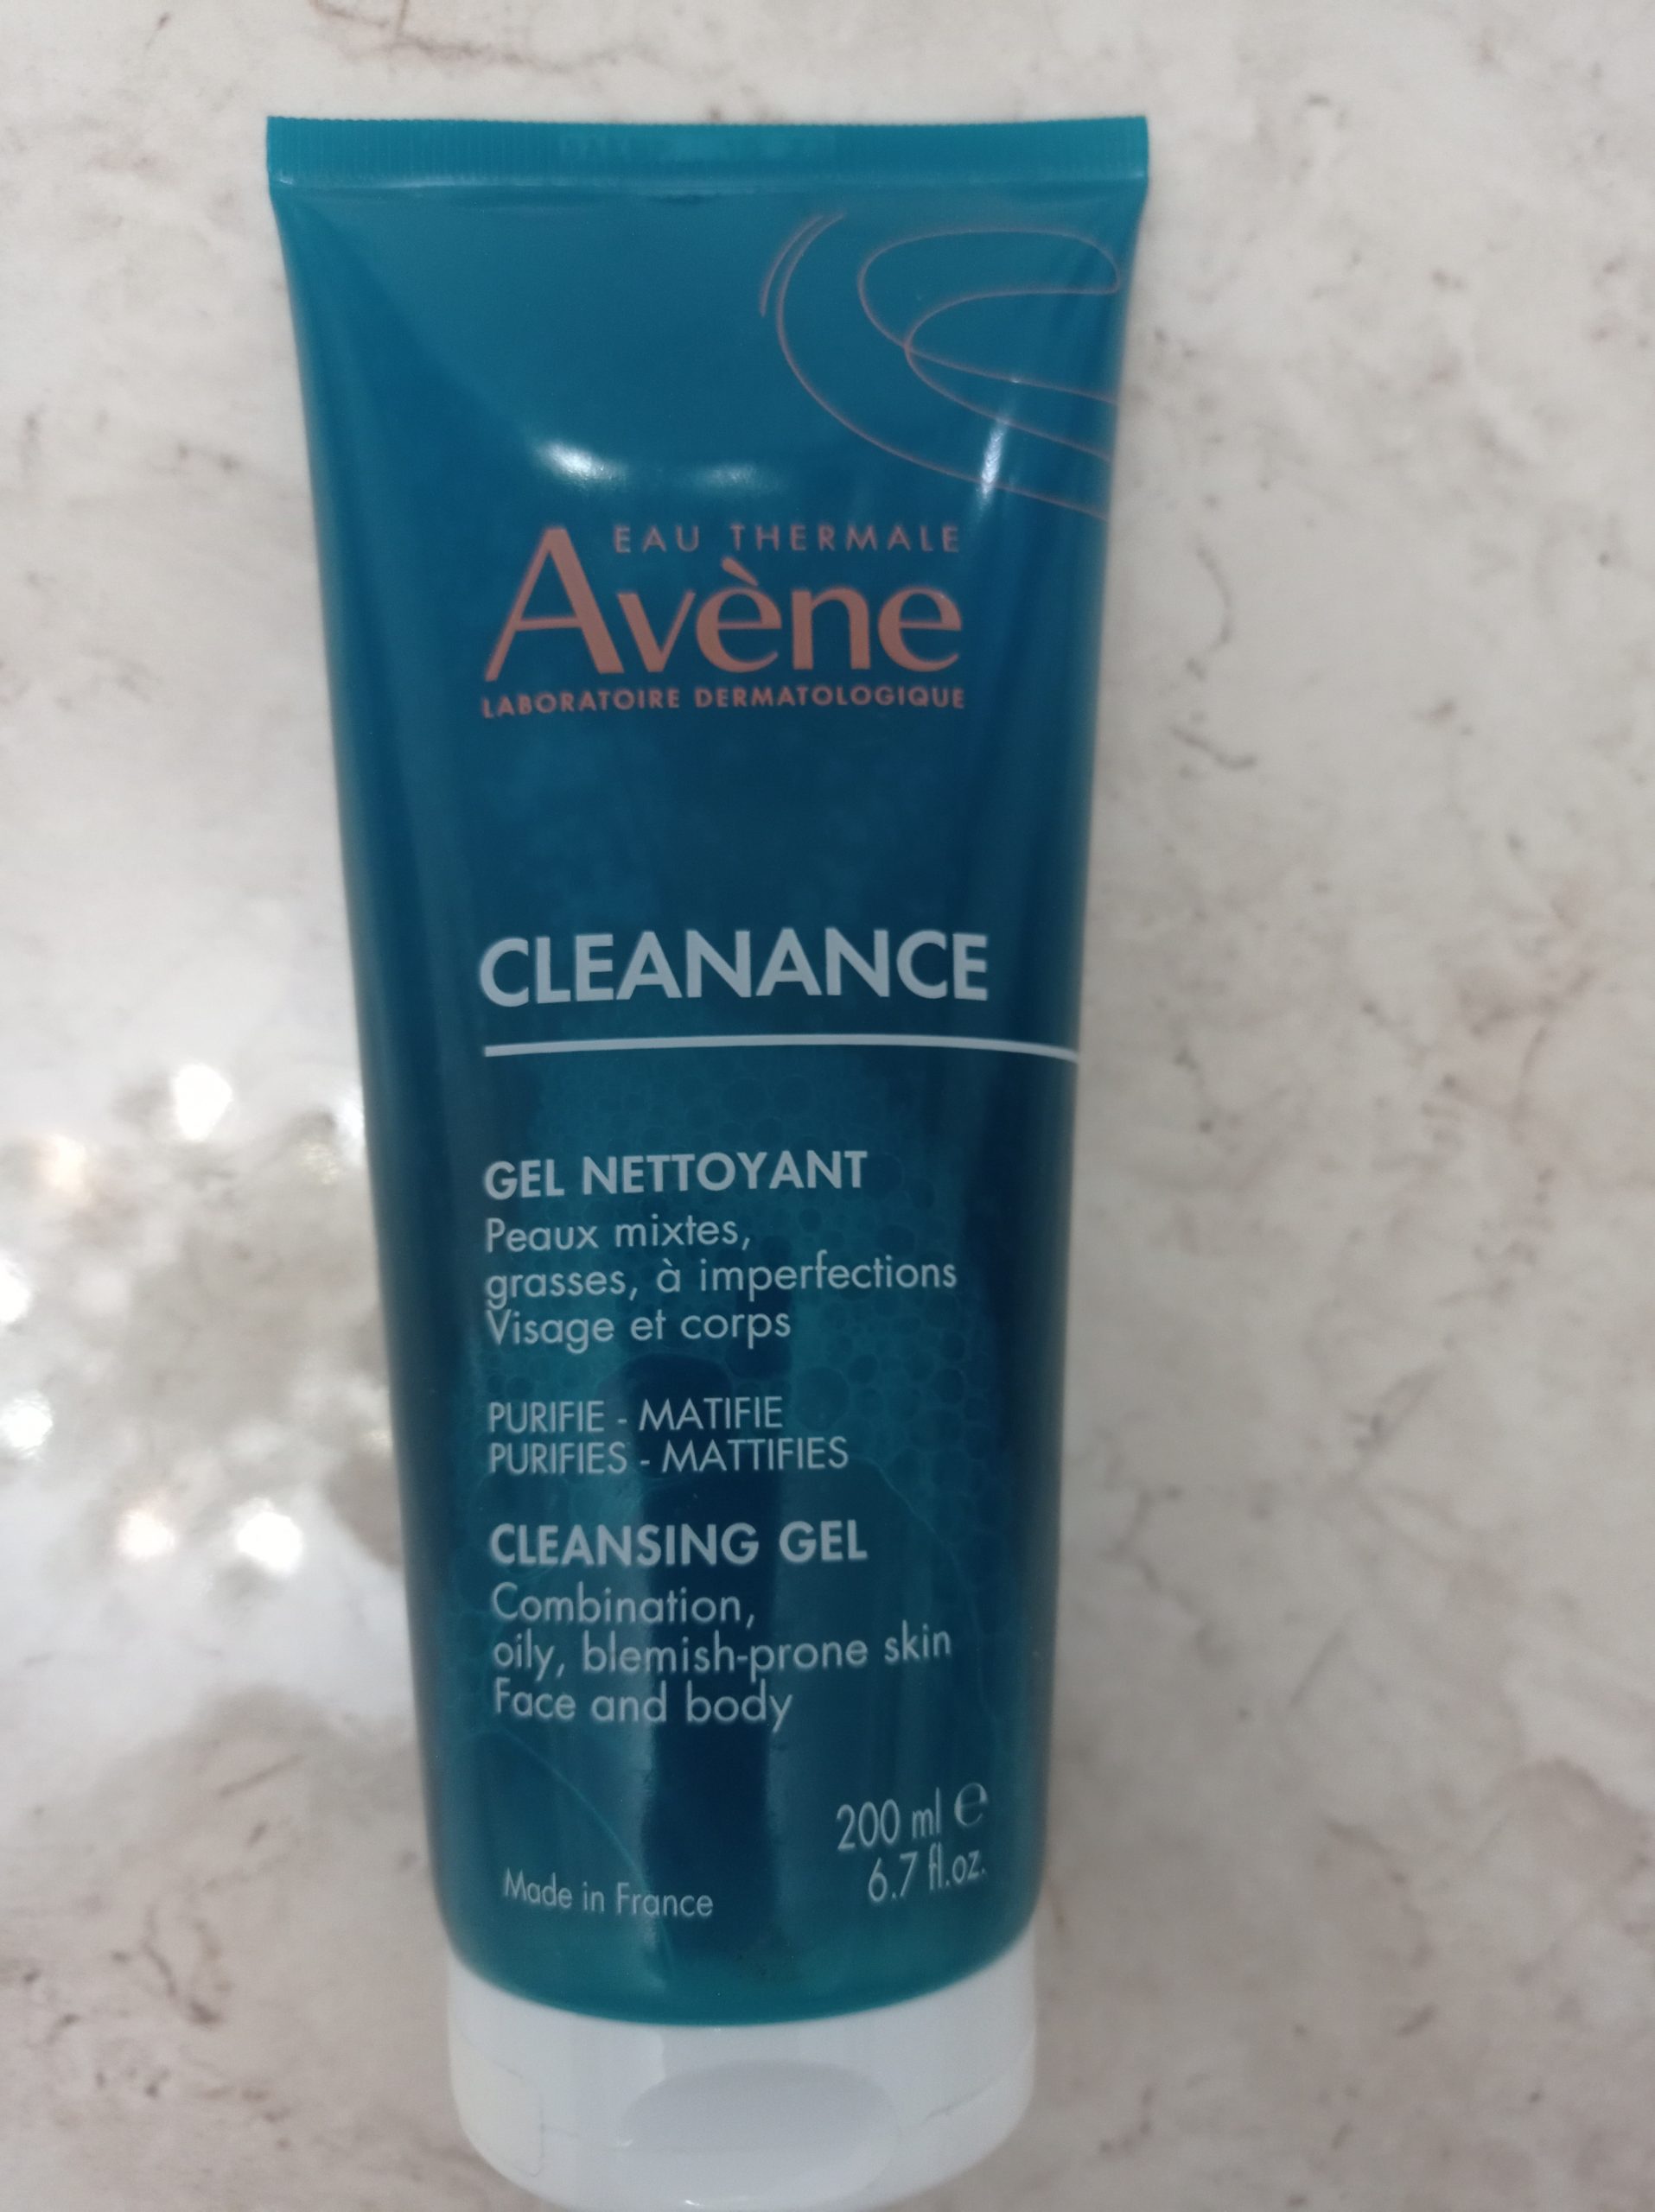 EAU THERMALE
Avène
LABORATOIRE DERMATOLOGIQUE
CLEANANCE
GEL NETTOYANT
Peaux mixtes,
grasses, à imperfections
Visage et corps
PURIFIE - MATIFIE
PURIFIES - MATTIFIES
CLEANSING GEL
Combination,
oily, blemish-prone skin
Face and body
200 ml ℮
6.7 fl.oz.
Made in France